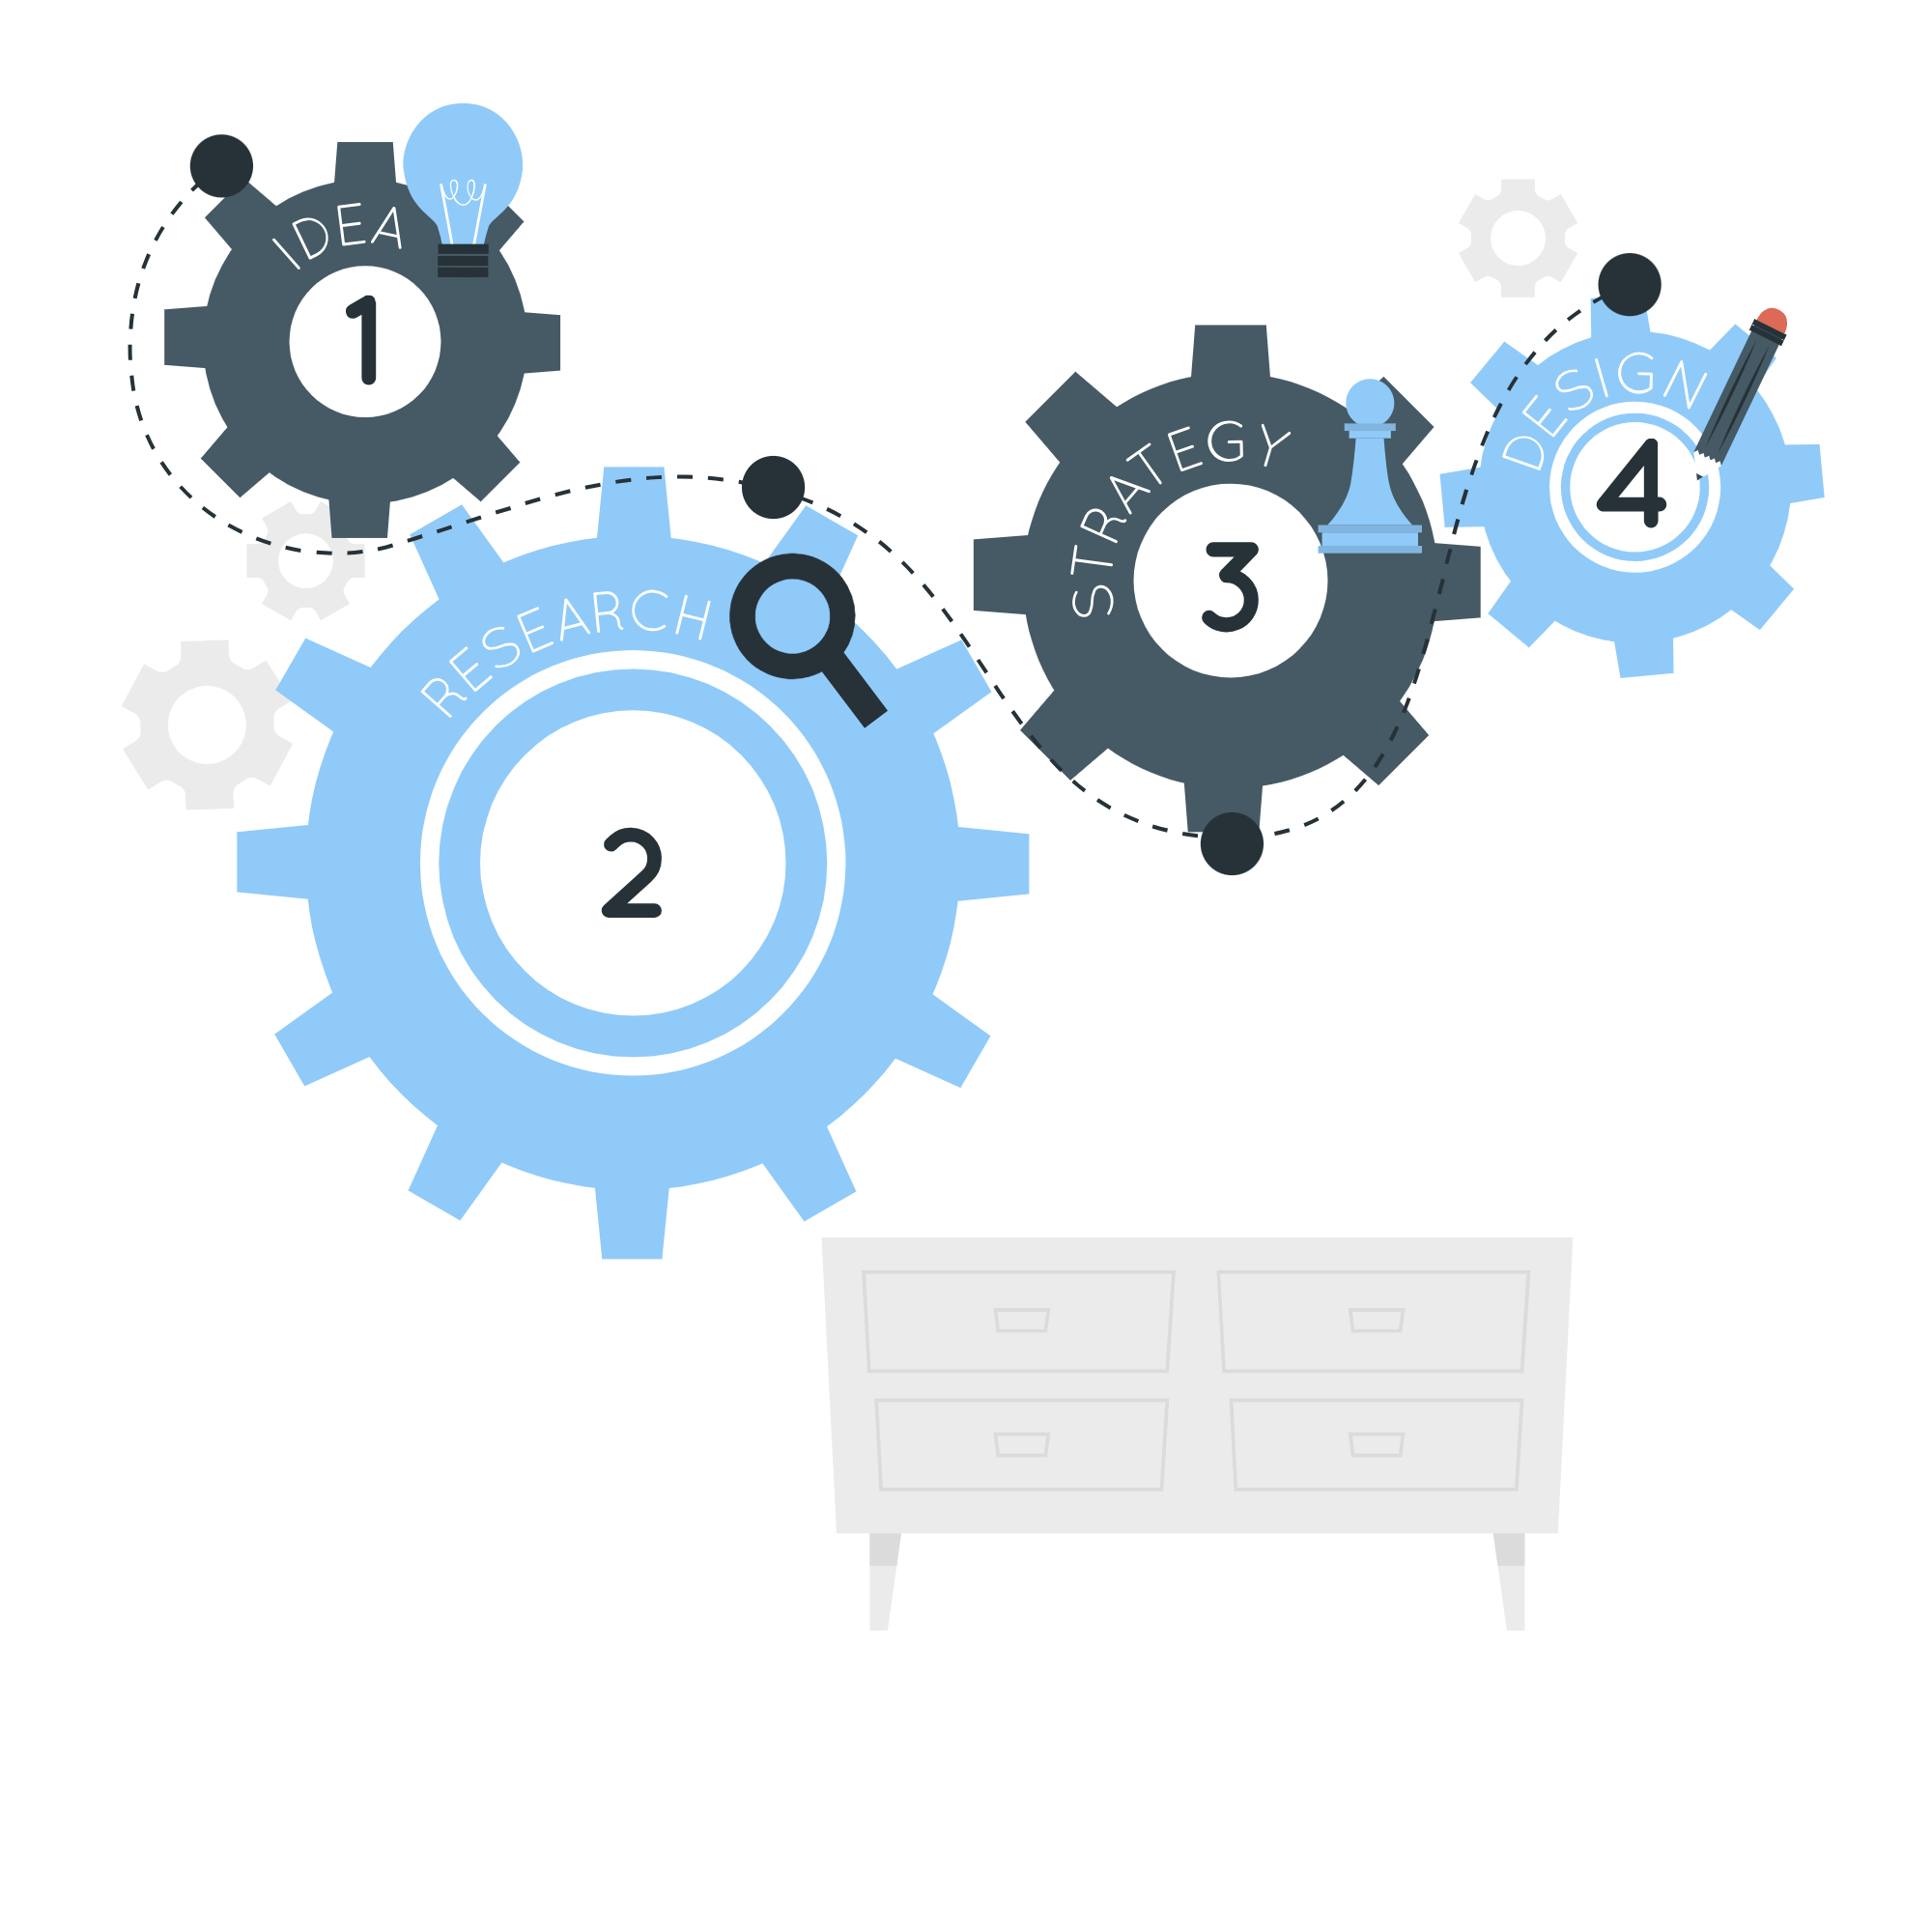 IDEA
1
RESEARCH
2
STRATEGY
3
DESIGN
4